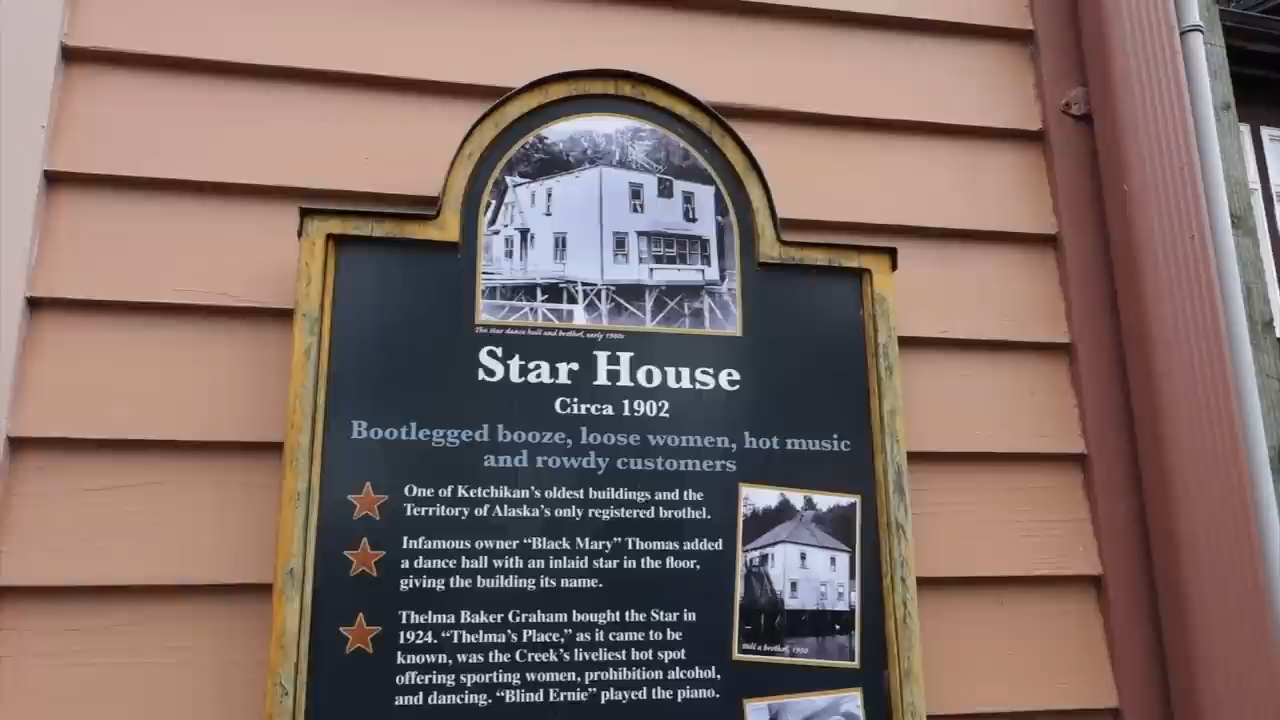 The Star dance hall and brothel, early 1900s
Star House
Circa 1902
Bootlegged booze, loose women, hot music
and rowdy customers
One of Ketchikan's oldest buildings and the
Territory of Alaska's only registered brothel.
Infamous owner “Black Mary” Thomas added
a dance hall with an inlaid star in the floor,
giving the building its name.
Thelma Baker Graham bought the Star in
1924. “Thelma's Place,” as it came to be
known, was the Creek's liveliest hot spot
offering sporting women, prohibition alcohol,
and dancing. “Blind Ernie” played the piano.
Still a brothel, 1950